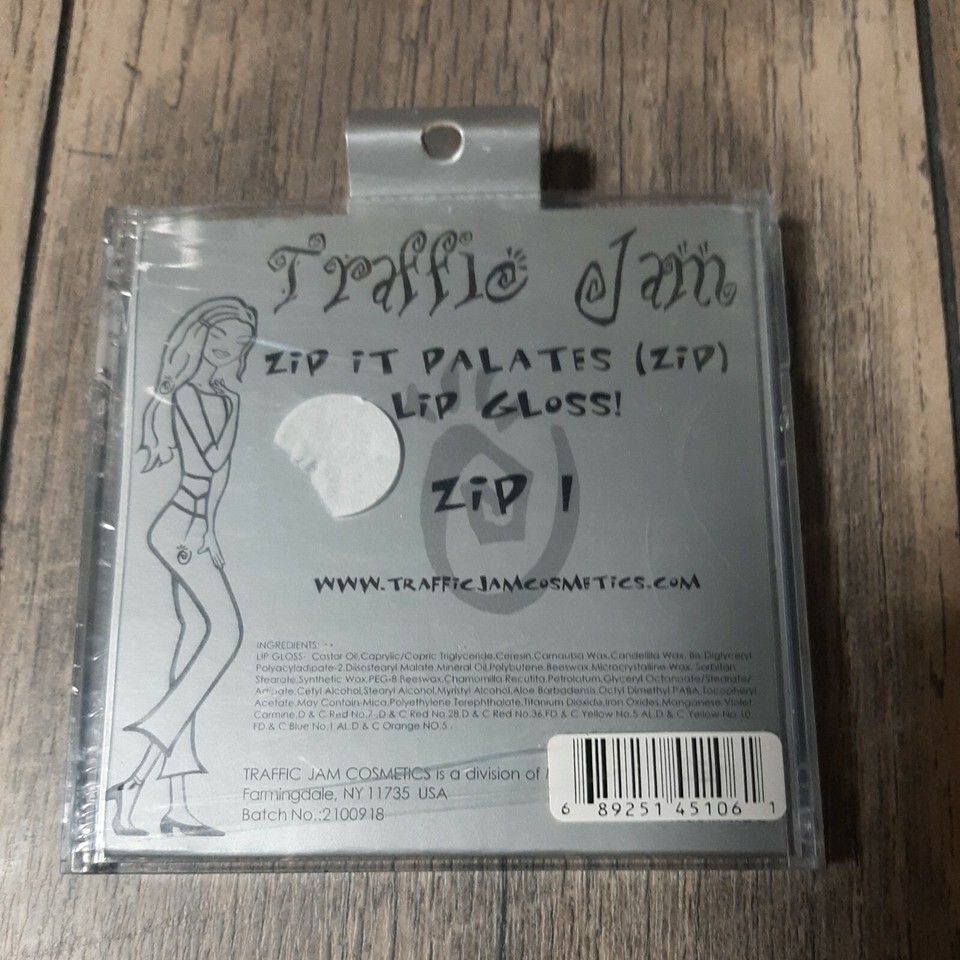 Traffic Jam
ZiP iT PALATES (ZiP)
LiP GLOSS!
ZiP 1
WWW.TRAFFiCJAMCOSMETiCS.COM
INGREDIENTS:
LIP GLOSS- Castor Oil,Caprylic/Capric Triglyceride,Ceresin,Carnauba Wax,Candelilla Wax, Bis-Diglyceryl
Polyacyladipate-2,Diisostearyl Malate,Mineral Oil,Polybutene,Beeswax,Microcrystalline Wax, Sorbitan
Stearate,Synthetic Wax,PEG-8 Beeswax,Chamomilla Recutita,Petrolatum,Glyceryl Octonoate/Stearate/
Adipate,Cetyl Alcohol,Stearyl Alcohol,Myristyl Alcohol,Aloe Barbadensis,Octyl Dimethyl PABA,Tocopheryl
Acetate,May Contain-Mica,Polyethylene Terephthalate,Titanium Dioxide,Iron Oxides,Manganese Violet,
Carmine,D & C Red No.7 ,D & C Red No.28,D & C Red No.36,FD & C Yellow No.5 AL,D & C Yellow No.10,
FD & C Blue No.1 AL,D & C Orange NO.5
TRAFFIC JAM COSMETICS is a division of
Farmingdale, NY 11735 USA
Batch No.:2100918
6 89251 45106 1